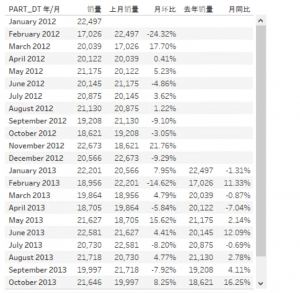 PART_DT 年/月 销量 上月销量 月环比 去年销量 月同比
January 2012 22,497
February 2012 17,026 22,497 -24.32%
March 2012 20,039 17,026 17.70%
April 2012 20,122 20,039 0.41%
May 2012 21,175 20,122 5.23%
June 2012 20,145 21,175 -4.86%
July 2012 20,875 20,145 3.62%
August 2012 21,130 20,875 1.22%
September 2012 19,208 21,130 -9.10%
October 2012 18,621 19,208 -3.05%
November 2012 22,673 18,621 21.76%
December 2012 20,566 22,673 -9.29%
January 2013 22,201 20,566 7.95% 22,497 -1.31%
February 2013 18,956 22,201 -14.62% 17,026 11.33%
March 2013 19,864 18,956 4.79% 20,039 -0.87%
April 2013 18,705 19,864 -5.84% 20,122 -7.04%
May 2013 21,627 18,705 15.62% 21,175 2.14%
June 2013 22,581 21,627 4.41% 20,145 12.09%
July 2013 20,730 22,581 -8.20% 20,875 -0.69%
August 2013 21,718 20,730 4.77% 21,130 2.78%
September 2013 19,997 21,718 -7.92% 19,208 4.11%
October 2013 21,646 19,997 8.25% 18,621 16.25%